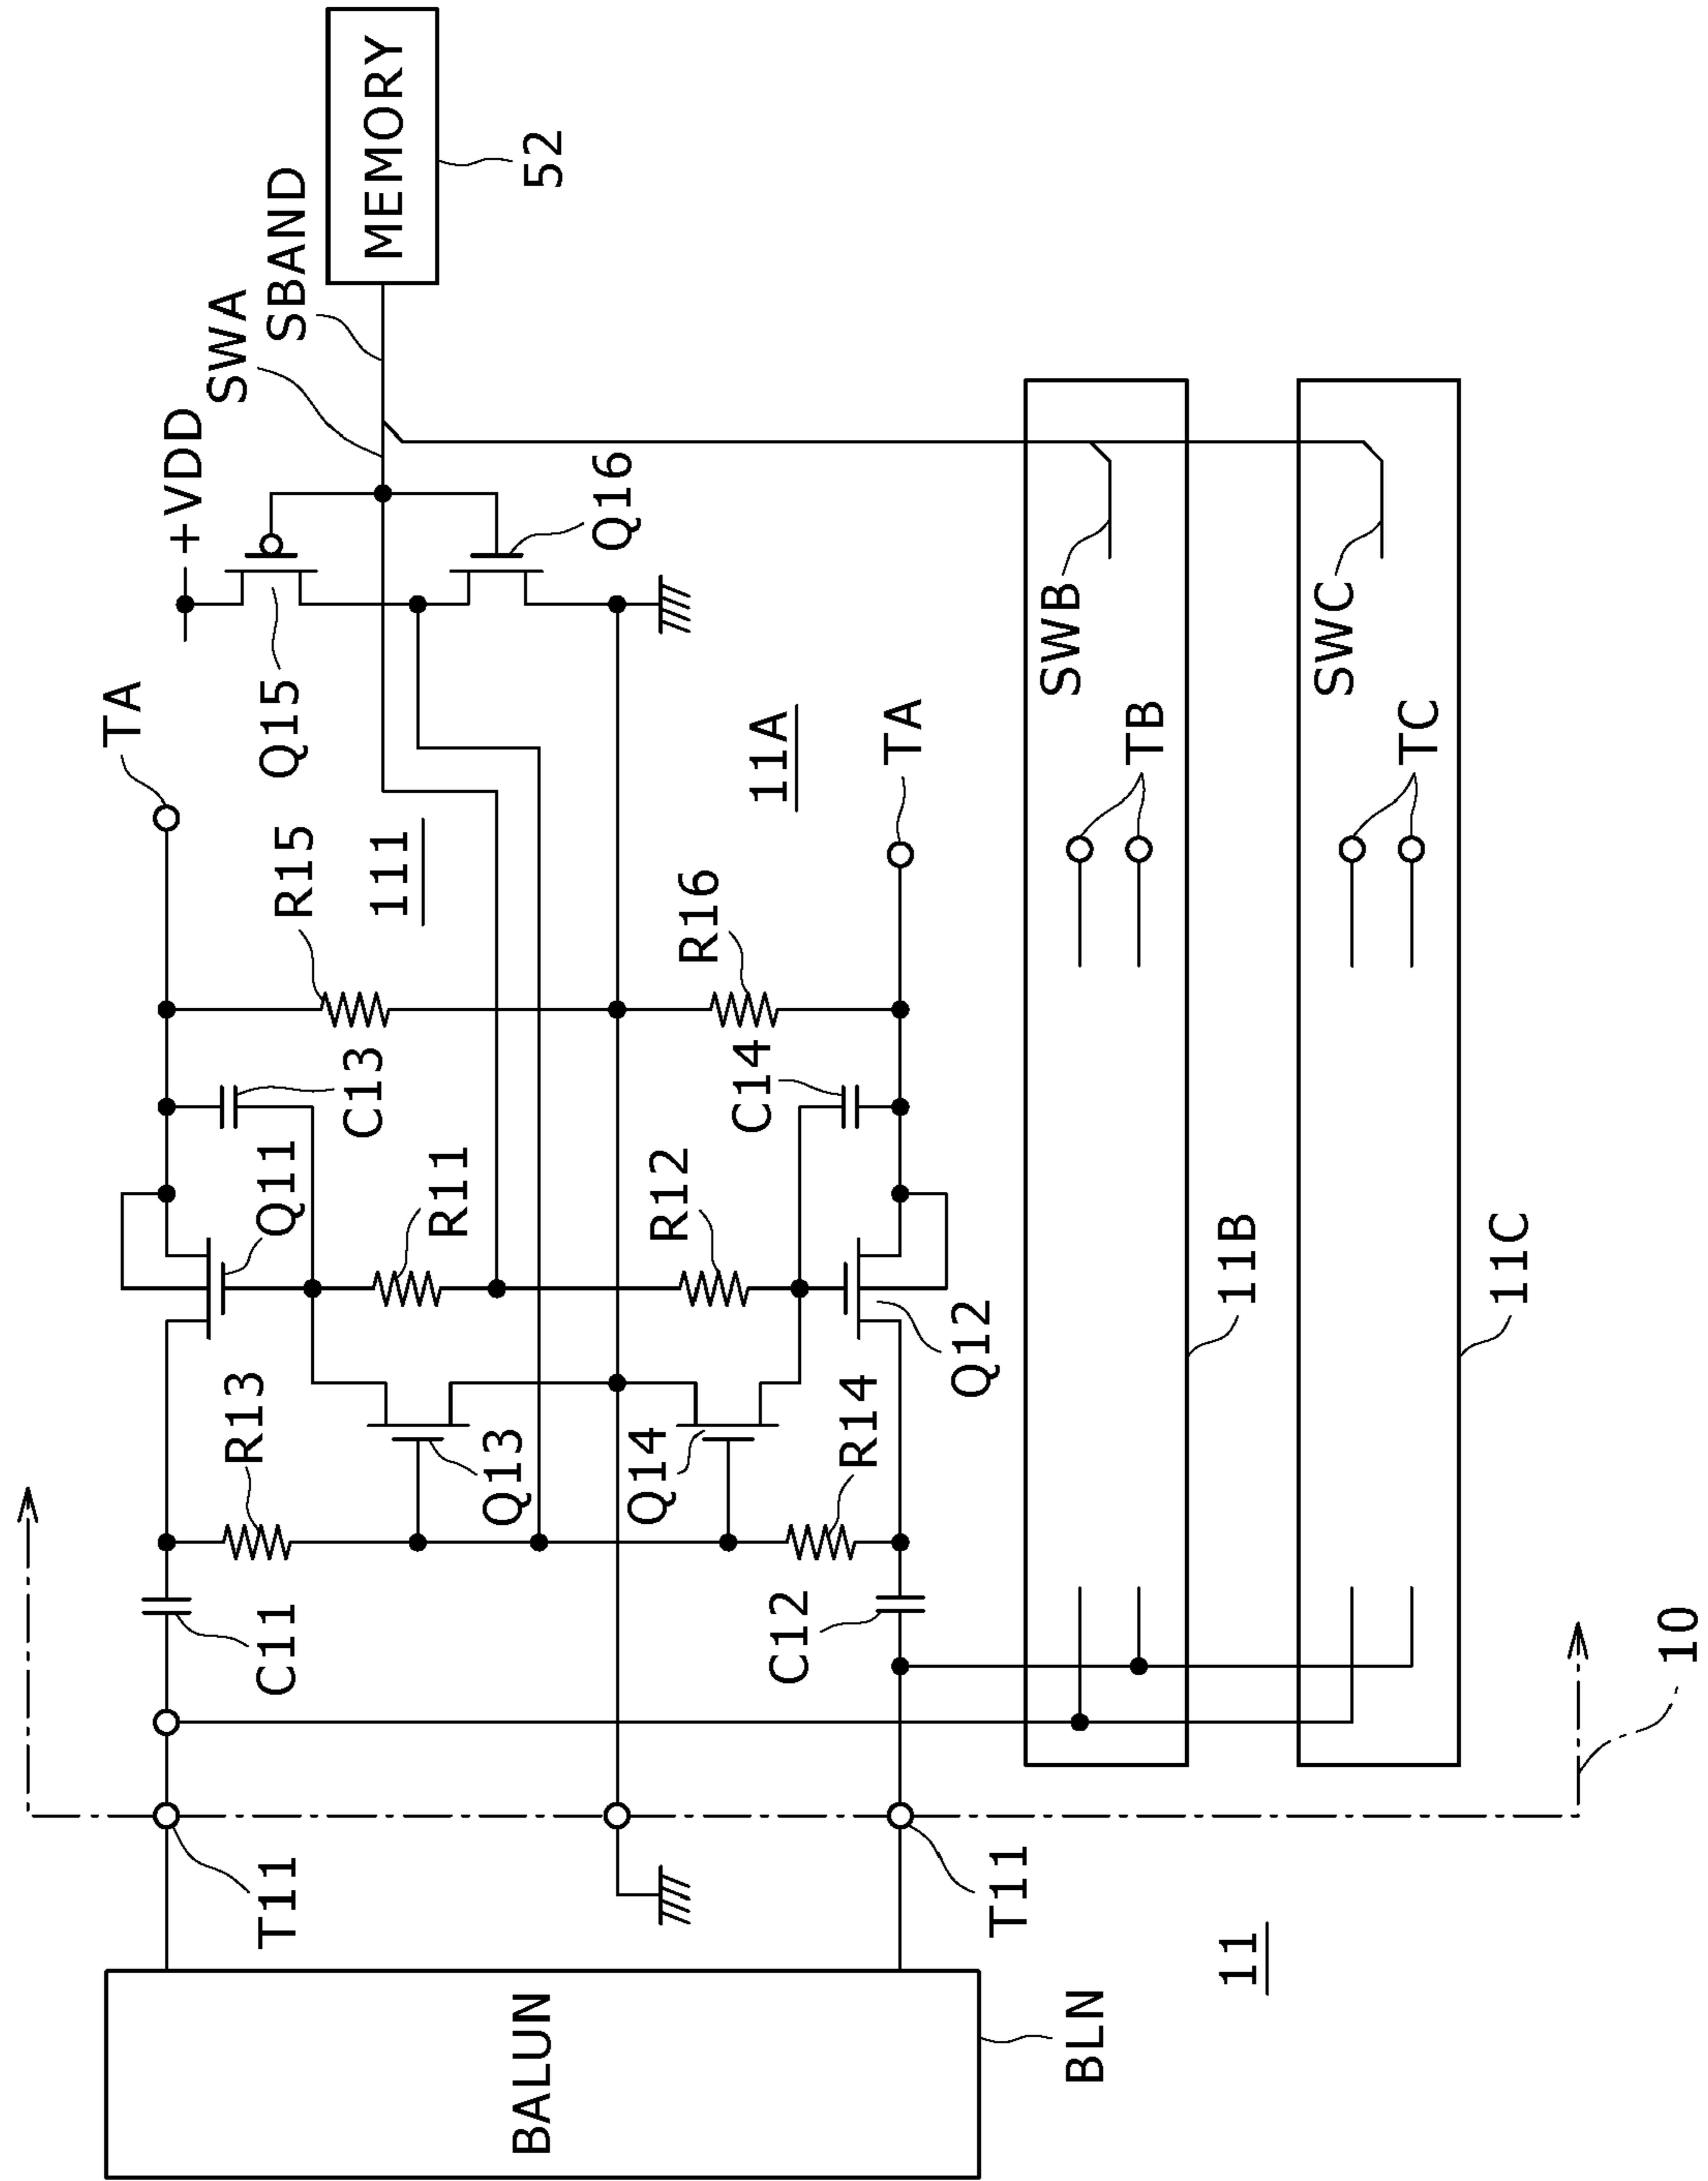 MEMORY
52
SBAND
SWA
+VDD
Q16
Q15
TA
SWB
SWC
11A
TA
TB
TC
111
R15
R16
C13
C14
Q11
R11
R12
11B
11C
Q12
R13
Q13
Q14
R14
C11
C12
10
T11
T11
11
BALUN
BLN